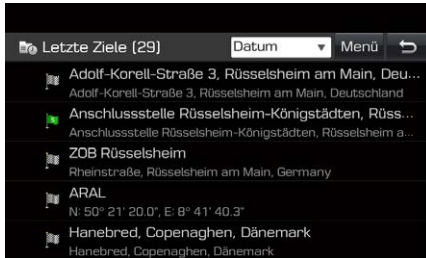 Letzte Ziele (29) Datum Menü
Adolf-Korell-Straße 3, Rüsselsheim am Main, Deu...
Adolf-Korell-Straße 3, Rüsselsheim am Main, Deutschland
Anschlussstelle Rüsselsheim-Königstädten, Rüss...
Anschlussstelle Rüsselsheim-Königstädten, Rüsselsheim a...
ZOB Rüsselsheim
Rheinstraße, Rüsselsheim am Main, Germany
ARAL
N: 50° 21' 20.0", E: 8° 41' 40.3"
Hanebred, Copenaghen, Dänemark
Hanebred, Copenaghen, Dänemark